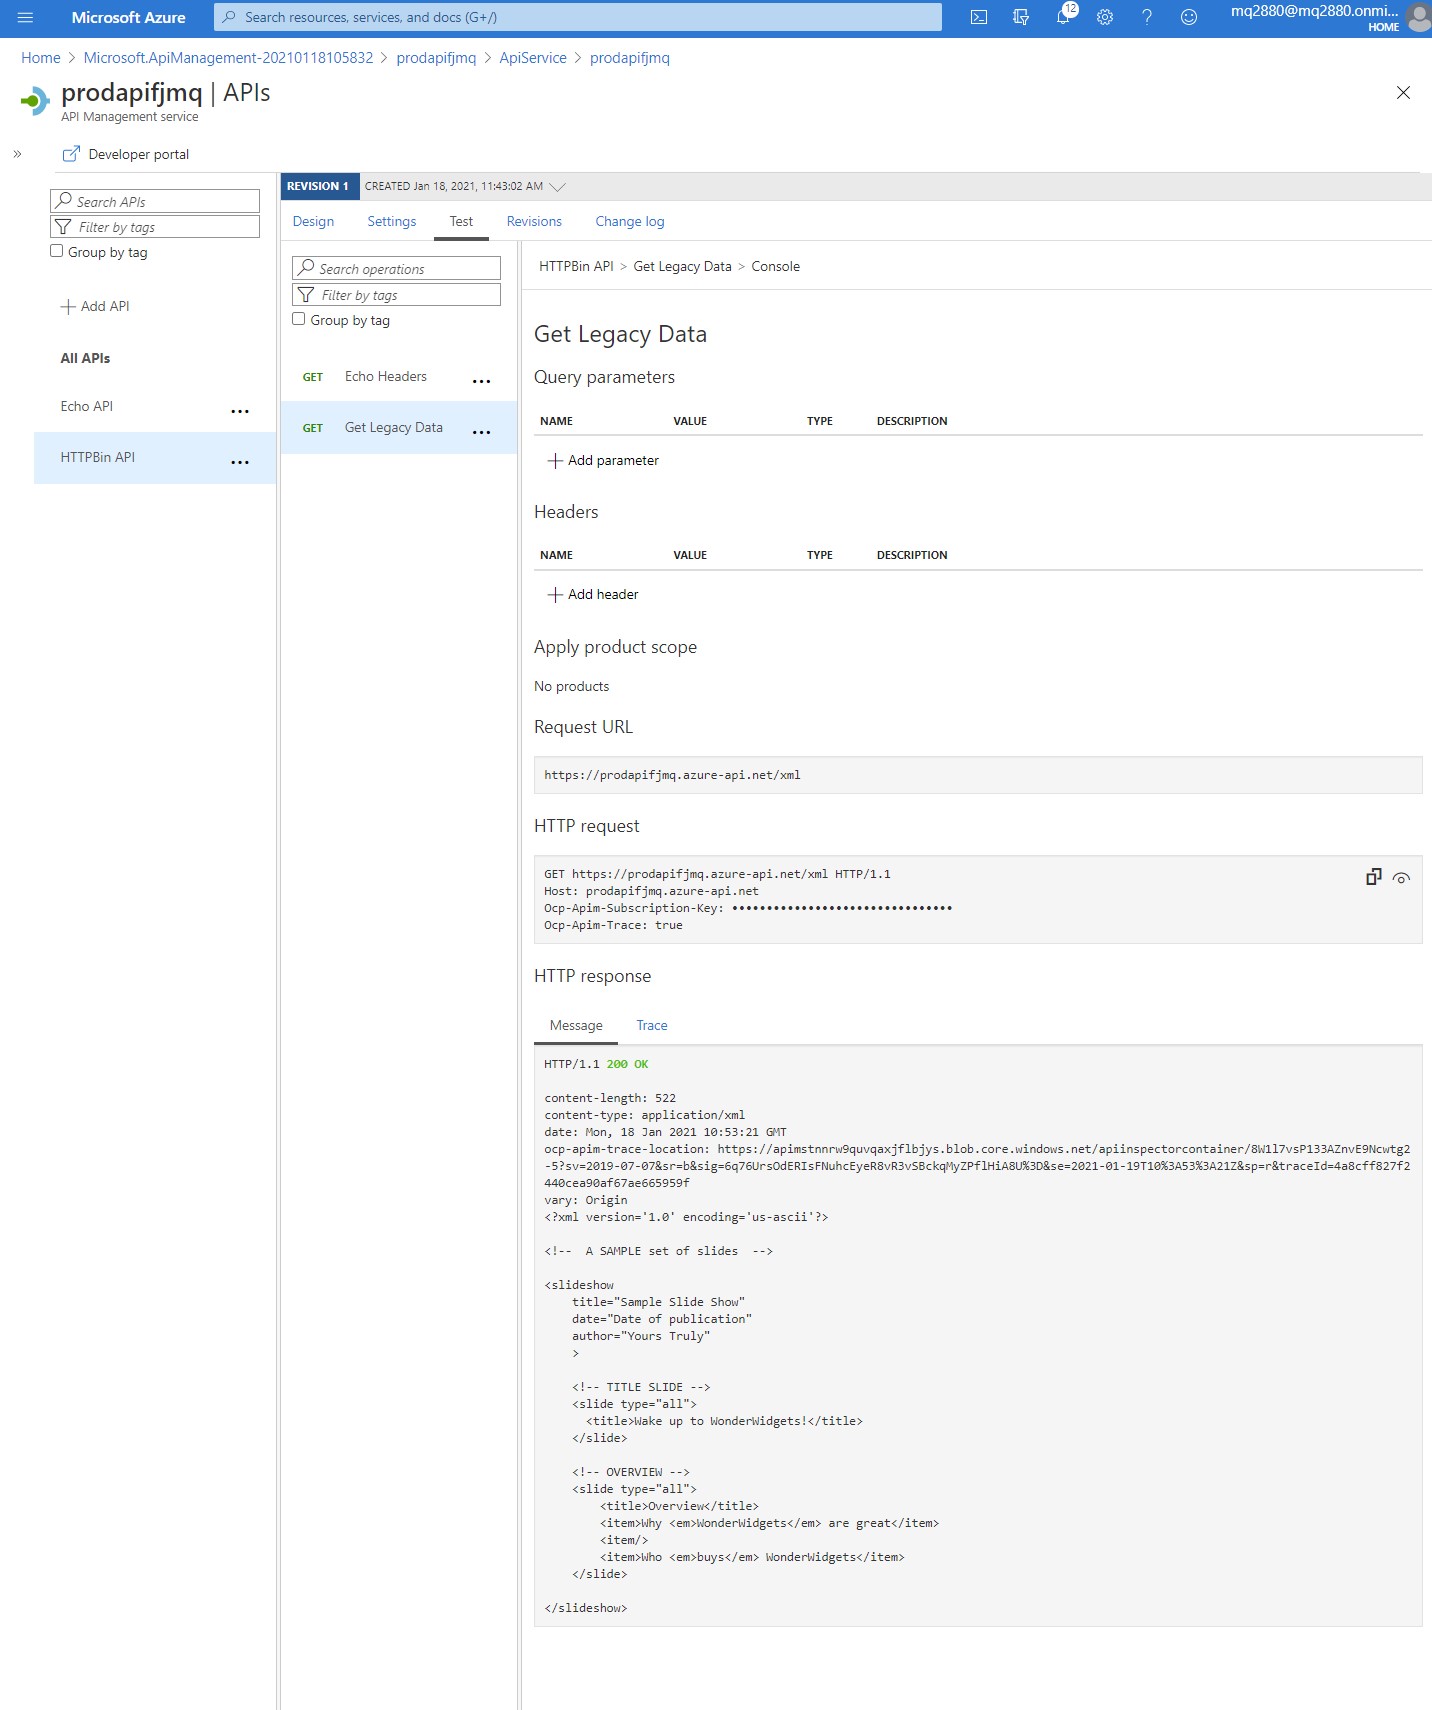 Microsoft Azure
Search resources, services, and docs (G+/)
12
mq2880@mq2880.onmi...
HOME
Home > Microsoft.ApiManagement-20210118105832 > prodapifjmq > ApiService > prodapifjmq
prodapifjmq | APIs
API Management service
» Developer portal
Search APIs
Filter by tags
Group by tag
+ Add API
All APIs
Echo API ...
HTTPBin API ...
REVISION 1 CREATED Jan 18, 2021, 11:43:02 AM
Design Settings Test Revisions Change log
Search operations
Filter by tags
Group by tag
GET Echo Headers ...
GET Get Legacy Data ...
HTTPBin API > Get Legacy Data > Console
Get Legacy Data
Query parameters
NAME VALUE TYPE DESCRIPTION
+ Add parameter
Headers
NAME VALUE TYPE DESCRIPTION
+ Add header
Apply product scope
No products
Request URL
https://prodapifjmq.azure-api.net/xml
HTTP request
GET https://prodapifjmq.azure-api.net/xml HTTP/1.1
Host: prodapifjmq.azure-api.net
Ocp-Apim-Subscription-Key: ••••••••••••••••••••••••••••••••
Ocp-Apim-Trace: true
HTTP response
Message Trace
HTTP/1.1 200 OK
content-length: 522
content-type: application/xml
date: Mon, 18 Jan 2021 10:53:21 GMT
ocp-apim-trace-location: https://apimstnnrw9quvqaxjflbjys.blob.core.windows.net/apiinspectorcontainer/8W1l7vsP133AZnvE9Ncwtg2
-5?sv=2019-07-07&sr=b&sig=6q76UrsOdERIsFNuhcEyeR8vR3vSBckqMyZPflHiA8U%3D&se=2021-01-19T10%3A53%3A21Z&sp=r&traceId=4a8cff827f2
440cea90af67ae665959f
vary: Origin
<?xml version='1.0' encoding='us-ascii'?>
<!--  A SAMPLE set of slides  -->
<slideshow
title="Sample Slide Show"
date="Date of publication"
author="Yours Truly"
>
<!-- TITLE SLIDE -->
<slide type="all">
<title>Wake up to WonderWidgets!</title>
</slide>
<!-- OVERVIEW -->
<slide type="all">
<title>Overview</title>
<item>Why <em>WonderWidgets</em> are great</item>
<item/>
<item>Who <em>buys</em> WonderWidgets</item>
</slide>
</slideshow>